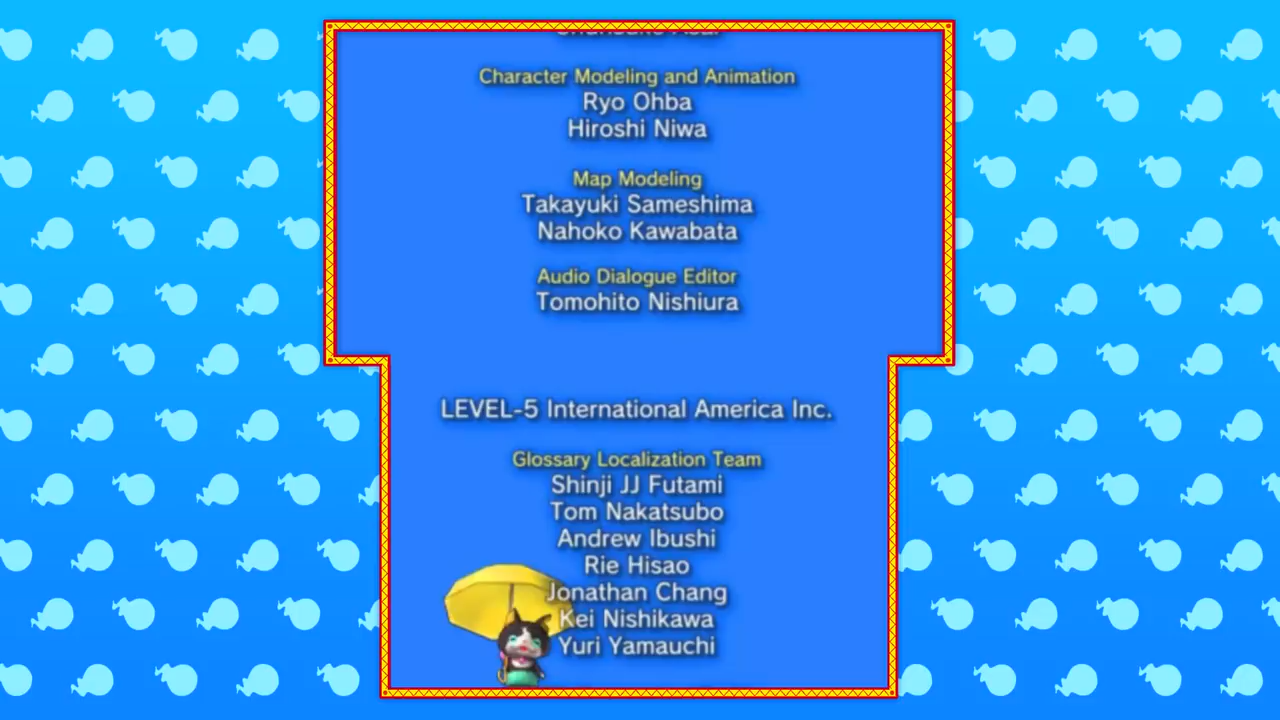 Character Modeling and Animation
Ryo Ohba
Hiroshi Niwa
Map Modeling
Takayuki Sameshima
Nahoko Kawabata
Audio Dialogue Editor
Tomohito Nishiura
LEVEL-5 International America Inc.
Glossary Localization Team
Shinji JJ Futami
Tom Nakatsubo
Andrew Ibushi
Rie Hisao
Jonathan Chang
Kei Nishikawa
Yuri Yamauchi